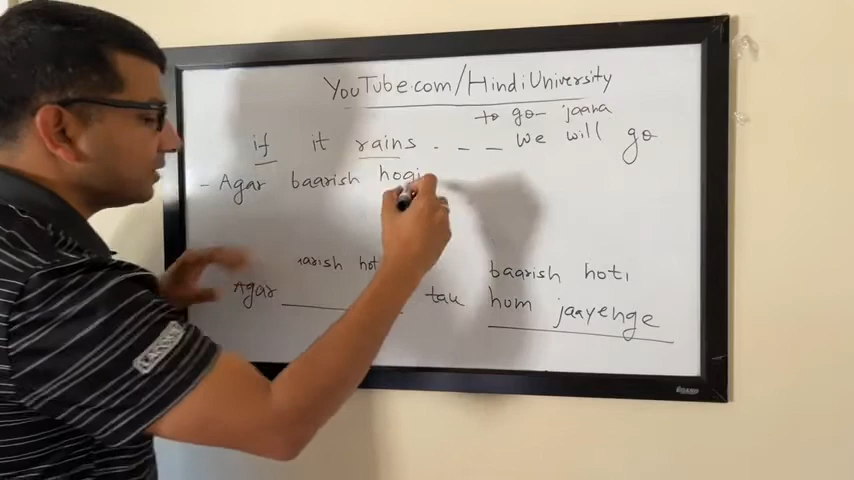 YouTube.com/HindiUniversity
to go - jaana
if it rains . _ _ we will go
- Agar baarish hogi
baarish hoti
Agar ________ tau hum jaayenge